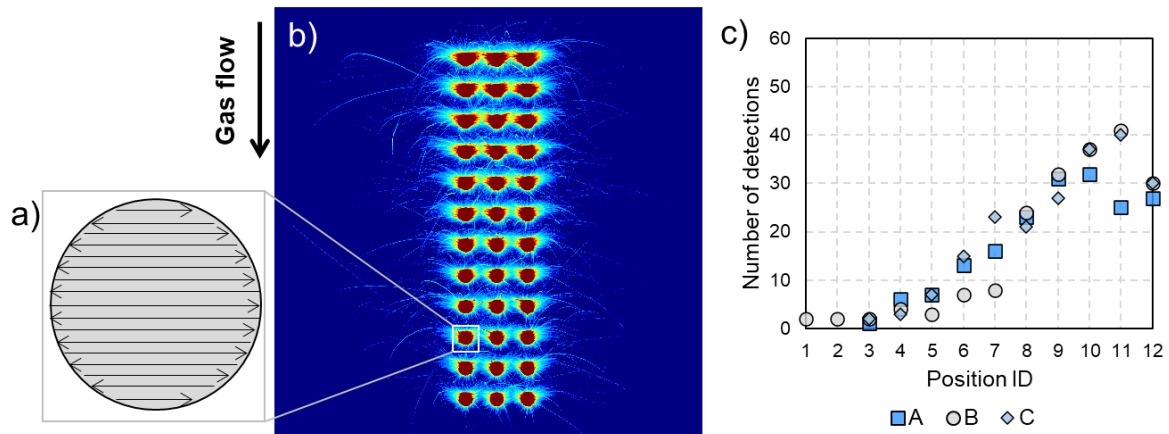 Gas flow
a)
b)
c)
Number of detections
60
50
40
30
20
10
0
1 2 3 4 5 6 7 8 9 10 11 12
Position ID
A B C